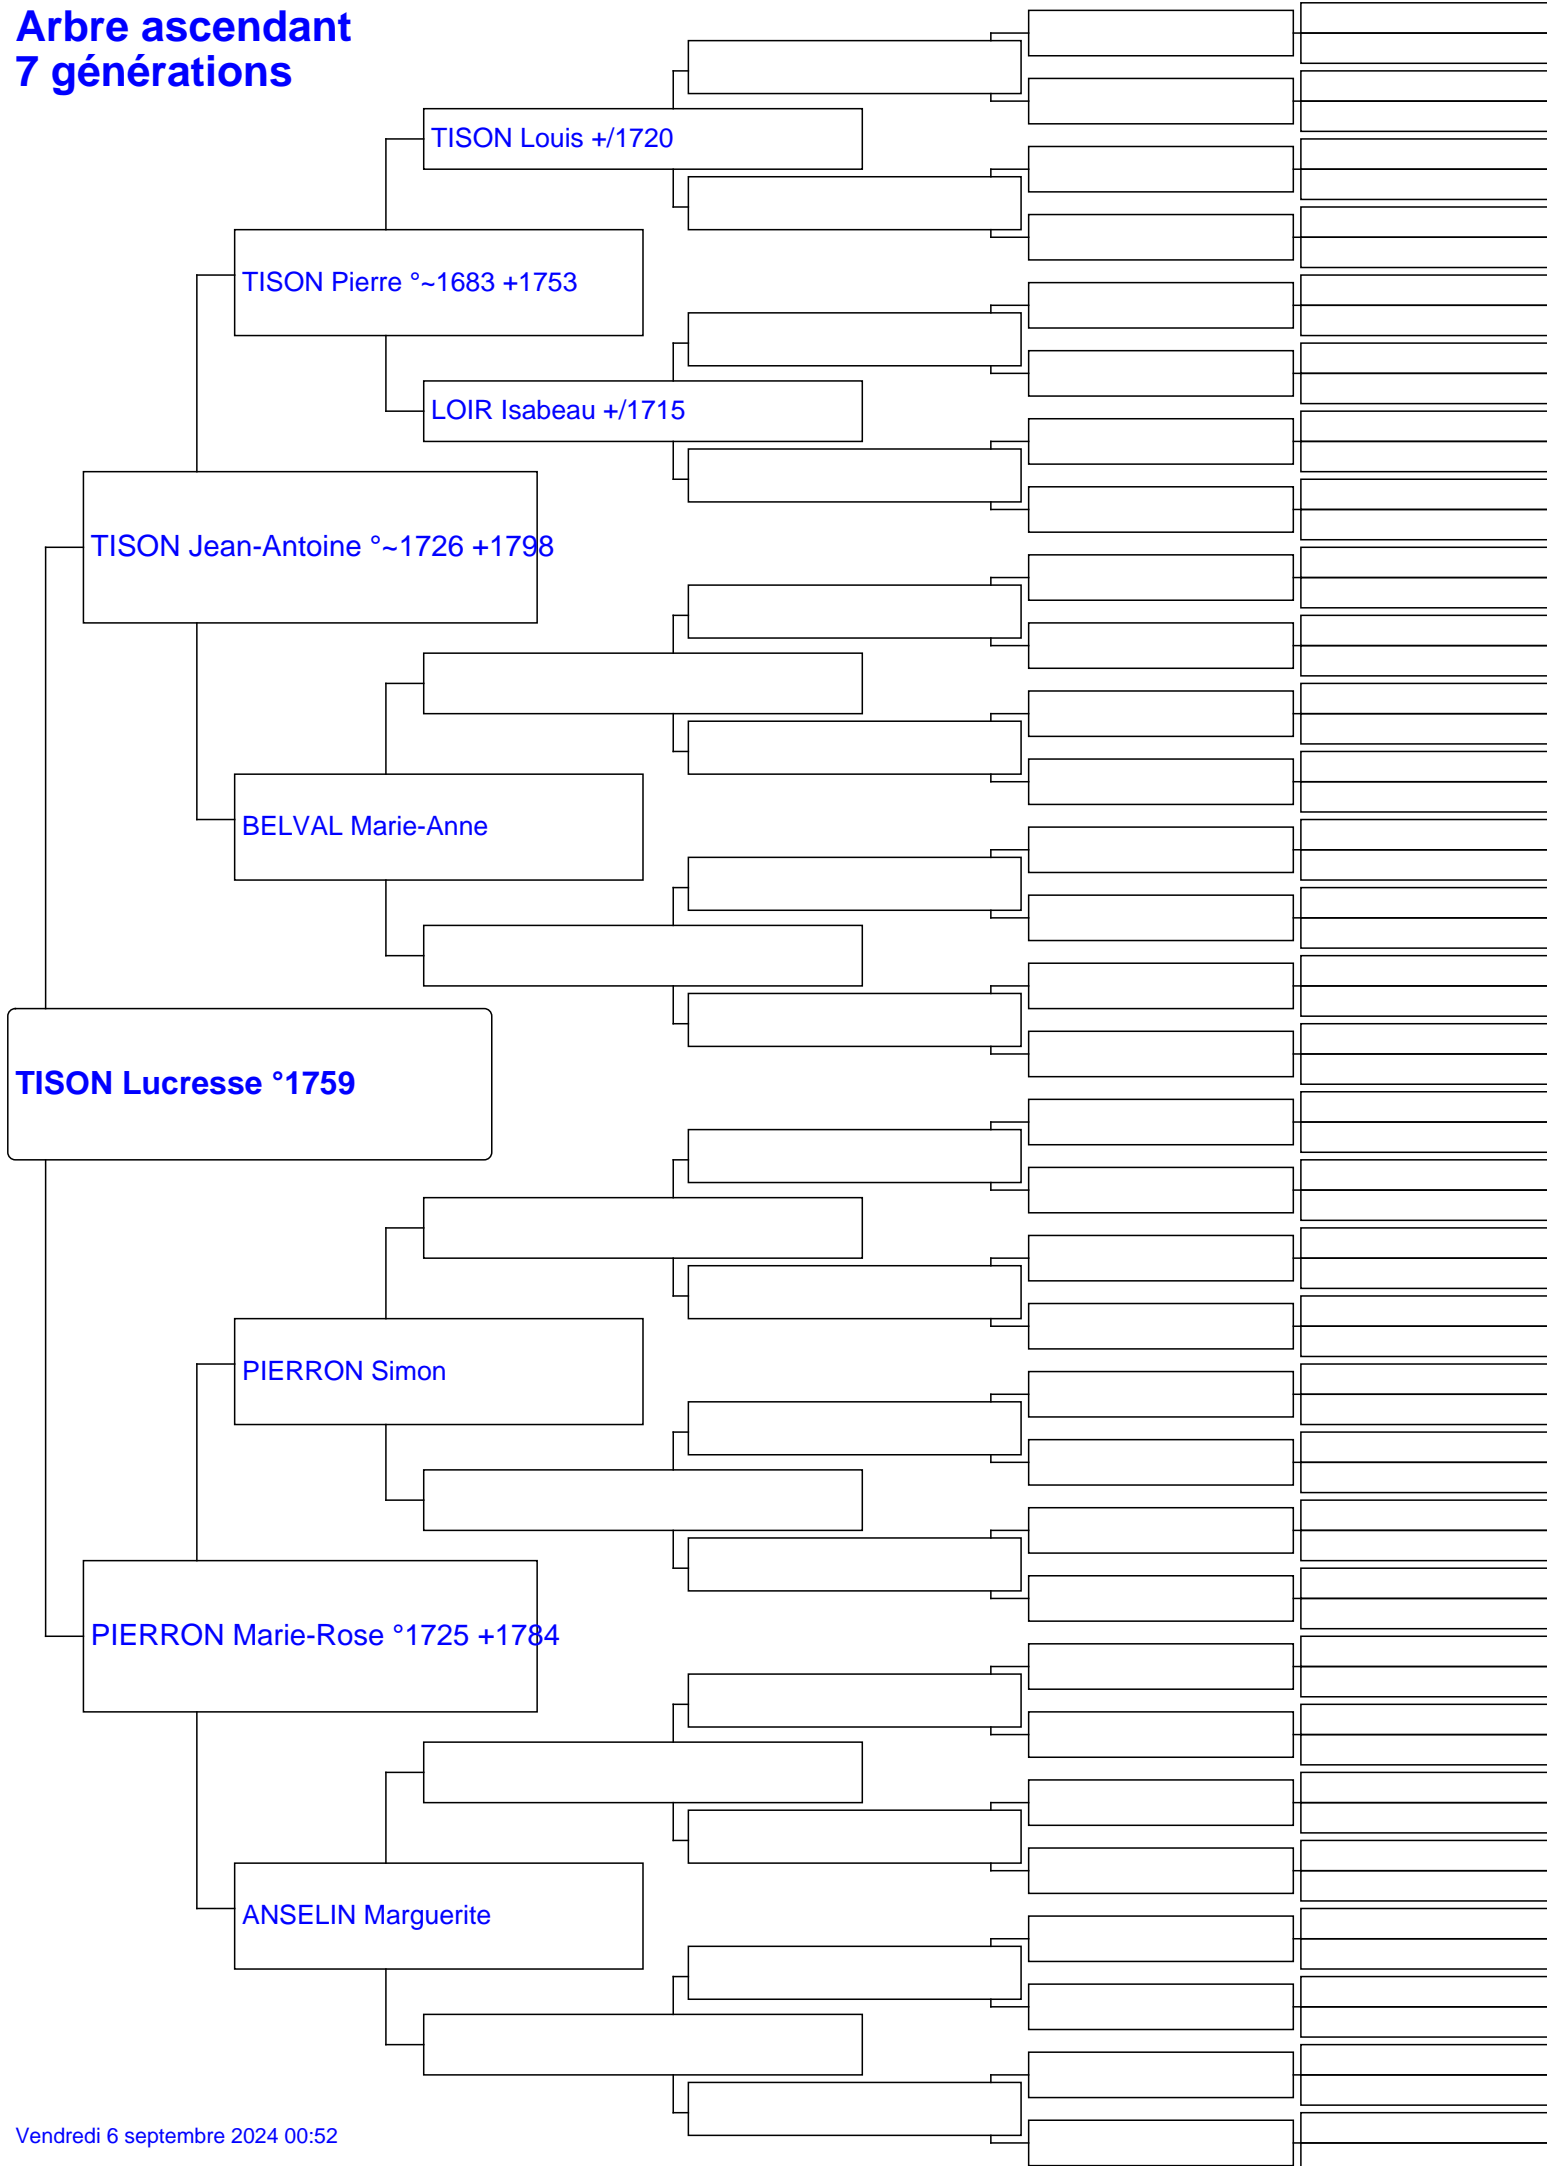 Arbre ascendant
7 générations
TISON Louis +/1720
TISON Pierre °~1683 +1753
LOIR Isabeau +/1715
TISON Jean-Antoine °~1726 +1798
BELVAL Marie-Anne
TISON Lucresse °1759
PIERRON Simon
PIERRON Marie-Rose °1725 +1784
ANSELIN Marguerite
Vendredi 6 septembre 2024 00:52